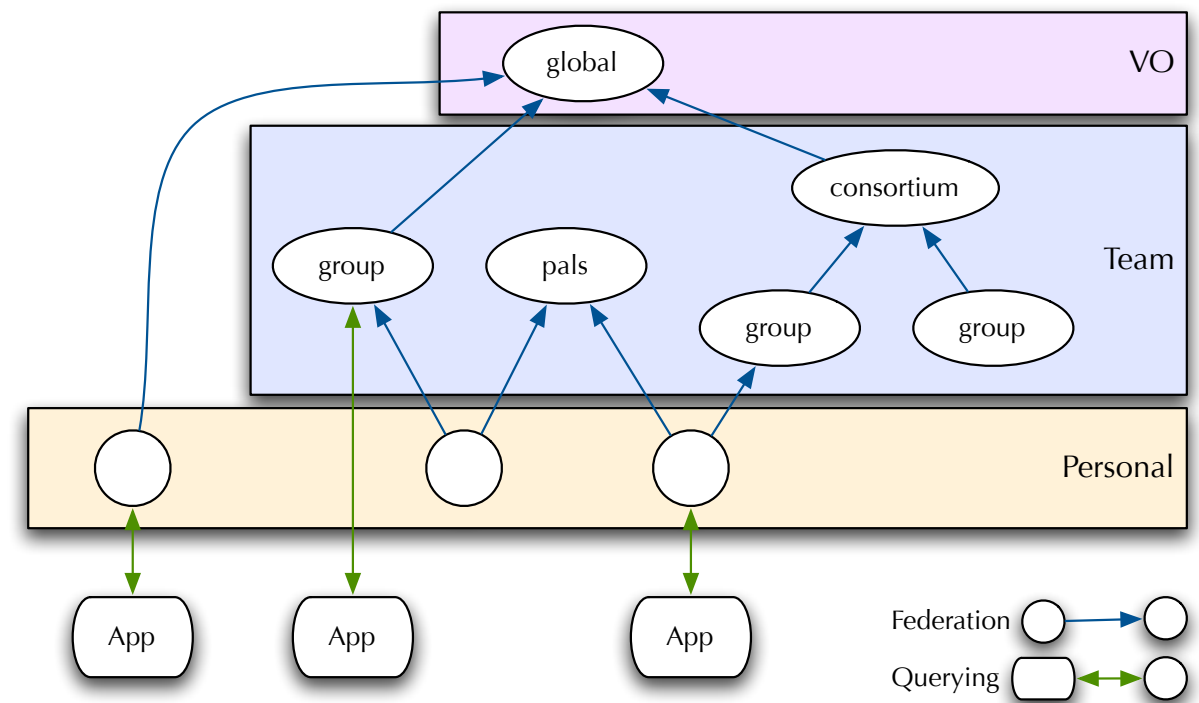 global
VO
consortium
group
pals
Team
group
group
Personal
App
App
App
Federation
Querying